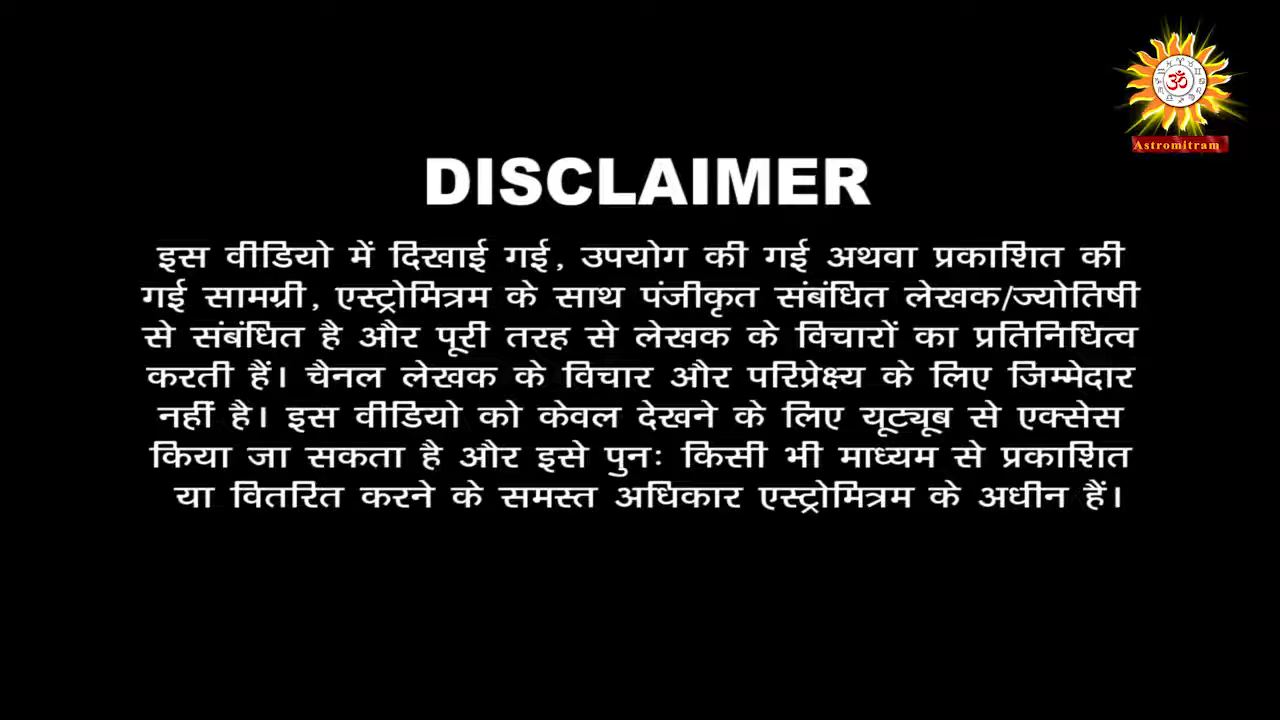 Astromitram
DISCLAIMER
इस वीडियो में दिखाई गई, उपयोग की गई अथवा प्रकाशित की
गई सामग्री, एस्ट्रोमित्रम के साथ पंजीकृत संबंधित लेखक/ज्योतिषी
से संबंधित है और पूरी तरह से लेखक के विचारों का प्रतिनिधित्व
करती हैं। चैनल लेखक के विचार और परिप्रेक्ष्य के लिए जिम्मेदार
नहीं है। इस वीडियो को केवल देखने के लिए यूट्यूब से एक्सेस
किया जा सकता है और इसे पुनः किसी भी माध्यम से प्रकाशित
या वितरित करने के समस्त अधिकार एस्ट्रोमित्रम के अधीन हैं।
ॐ